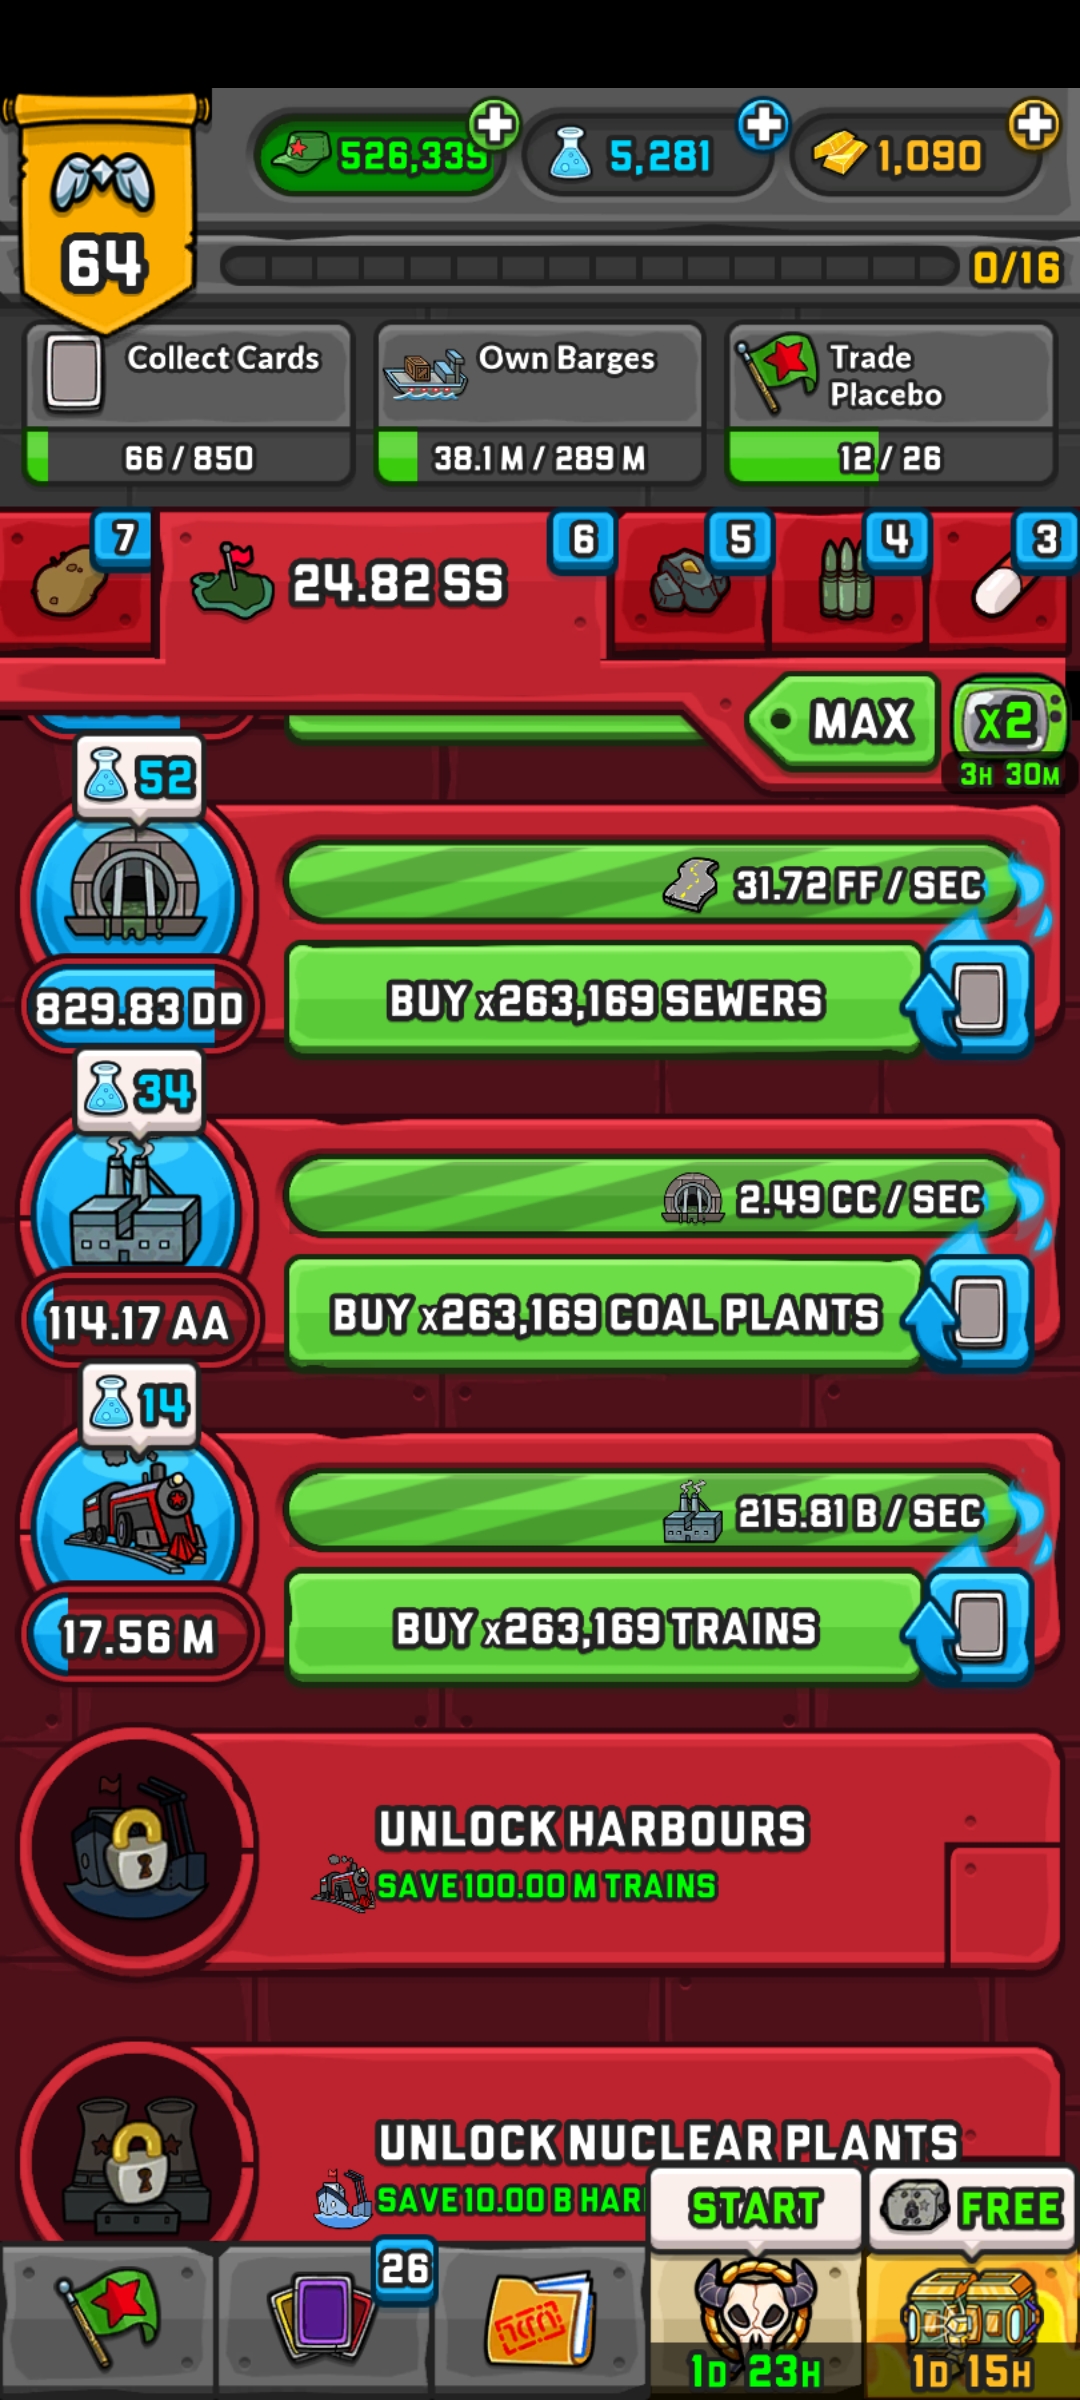 526,339
5,281
1,090
64
0/16
Collect Cards
66 / 850
Own Barges
38.1 M / 289 M
Trade
Placebo
12 / 26
7
24.82 SS
6
5
4
3
MAX
X2
3H 30M
52
31.72 FF / SEC
829.83 DD
BUY x263,169 SEWERS
34
2.49 CC / SEC
114.17 AA
BUY x263,169 COAL PLANTS
14
215.81 B / SEC
17.56 M
BUY x263,169 TRAINS
UNLOCK HARBOURS
SAVE 100.00 M TRAINS
UNLOCK NUCLEAR PLANTS
SAVE 10.00 B HAR
START
FREE
26
1D 23H
1D 15H